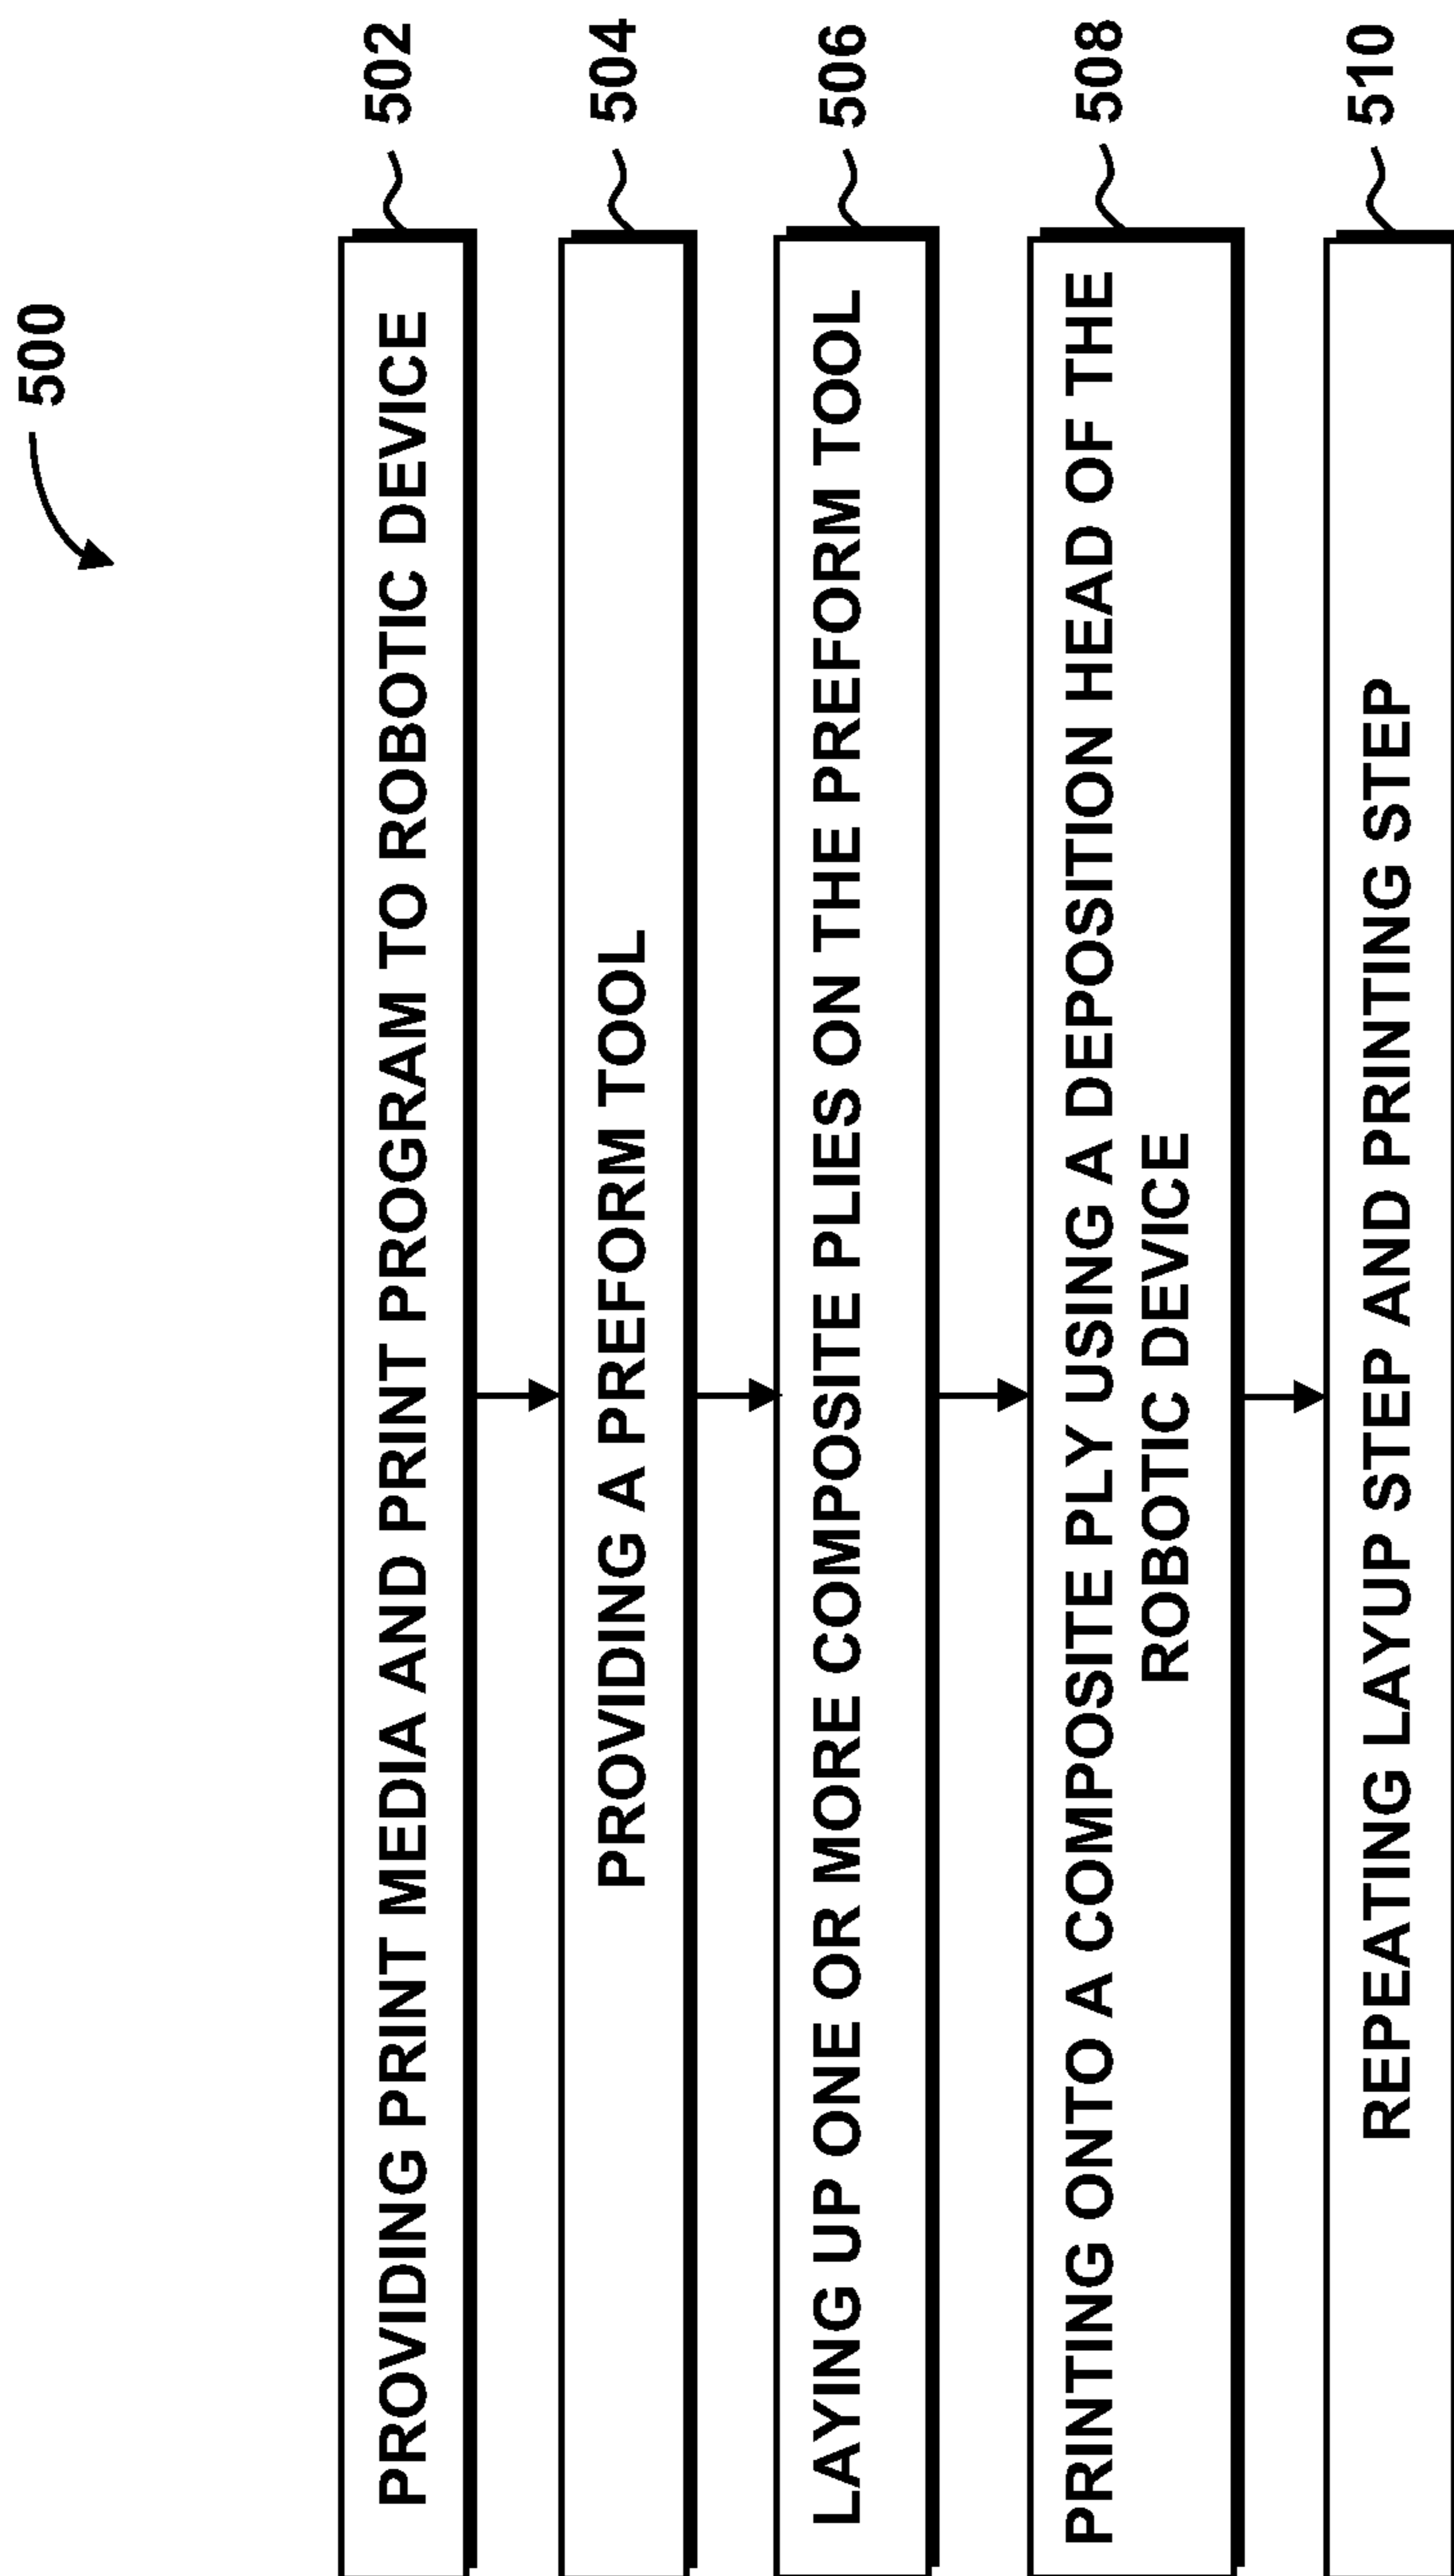 500
PROVIDING PRINT MEDIA AND PRINT PROGRAM TO ROBOTIC DEVICE
502
PROVIDING A PREFORM TOOL
504
LAYING UP ONE OR MORE COMPOSITE PLIES ON THE PREFORM TOOL
506
PRINTING ONTO A COMPOSITE PLY USING A DEPOSITION HEAD OF THE
ROBOTIC DEVICE
508
REPEATING LAYUP STEP AND PRINTING STEP
510